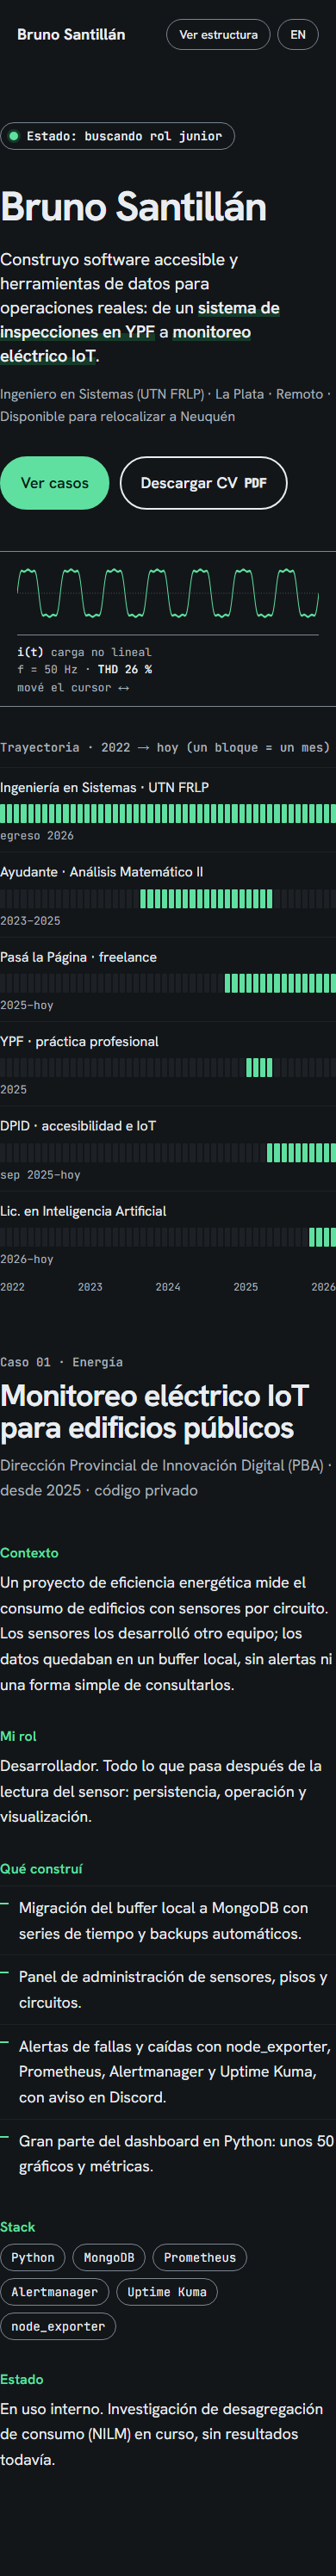 Bruno Santillán
Ver estructura
EN
Estado: buscando rol junior
Bruno Santillán
Construyo software accesible y
herramientas de datos para
operaciones reales: de un sistema de
inspecciones en YPF a monitoreo
eléctrico IoT.
Ingeniero en Sistemas (UTN FRLP) · La Plata · Remoto ·
Disponible para relocalizar a Neuquén
Ver casos
Descargar CV PDF
i(t) carga no lineal
f = 50 Hz · THD 26 %
mové el cursor ↔
Trayectoria · 2022 → hoy (un bloque = un mes)
Ingeniería en Sistemas · UTN FRLP
egreso 2026
Ayudante · Análisis Matemático II
2023–2025
Pasá la Página · freelance
2025–hoy
YPF · práctica profesional
2025
DPID · accesibilidad e IoT
sep 2025–hoy
Lic. en Inteligencia Artificial
2026–hoy
2022 2023 2024 2025 2026
Caso 01 · Energía
Monitoreo eléctrico IoT
para edificios públicos
Dirección Provincial de Innovación Digital (PBA) ·
desde 2025 · código privado
Contexto
Un proyecto de eficiencia energética mide el
consumo de edificios con sensores por circuito.
Los sensores los desarrolló otro equipo; los
datos quedaban en un buffer local, sin alertas ni
una forma simple de consultarlos.
Mi rol
Desarrollador. Todo lo que pasa después de la
lectura del sensor: persistencia, operación y
visualización.
Qué construí
Migración del buffer local a MongoDB con
series de tiempo y backups automáticos.
Panel de administración de sensores, pisos y
circuitos.
Alertas de fallas y caídas con node_exporter,
Prometheus, Alertmanager y Uptime Kuma,
con aviso en Discord.
Gran parte del dashboard en Python: unos 50
gráficos y métricas.
Stack
Python
MongoDB
Prometheus
Alertmanager
Uptime Kuma
node_exporter
Estado
En uso interno. Investigación de desagregación
de consumo (NILM) en curso, sin resultados
todavía.